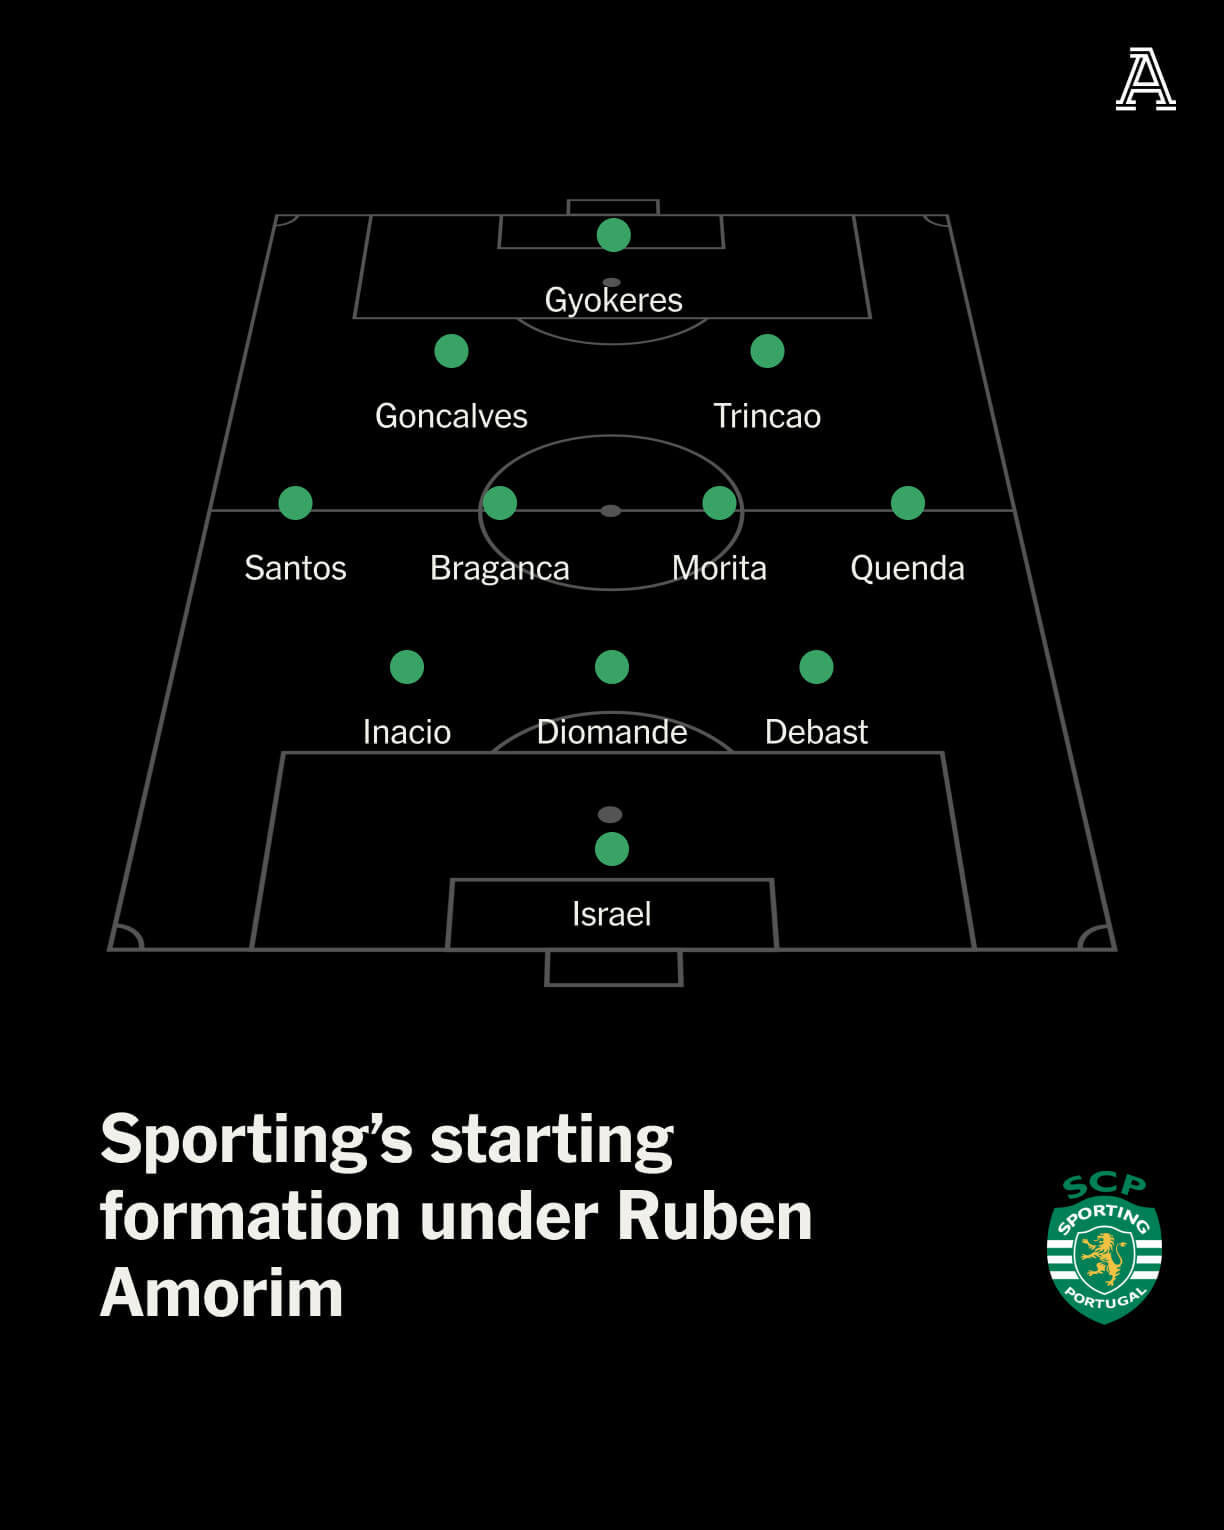 A
Gyokeres
Goncalves
Trincao
Santos
Braganca
Morita
Quenda
Inacio
Diomande
Debast
Israel
Sporting’s starting
formation under Ruben
Amorim
SCP
SPORTING
PORTUGAL